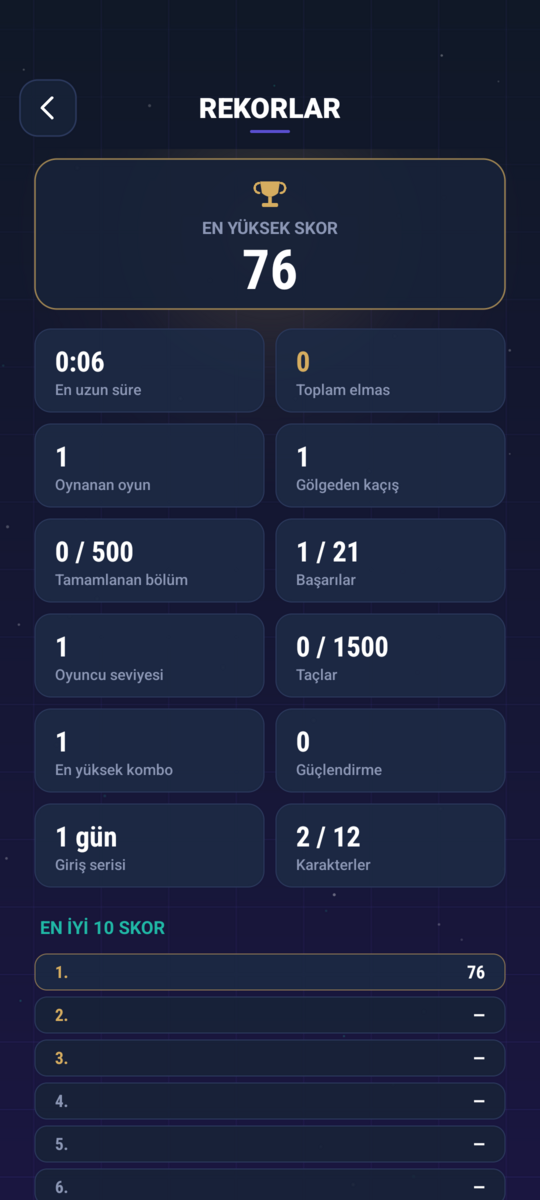 REKORLAR
EN YÜKSEK SKOR
76
0:06
En uzun süre
0
Toplam elmas
1
Oynanan oyun
1
Gölgeden kaçış
0 / 500
Tamamlanan bölüm
1 / 21
Başarılar
1
Oyuncu seviyesi
0 / 1500
Taçlar
1
En yüksek kombo
0
Güçlendirme
1 gün
Giriş serisi
2 / 12
Karakterler
EN İYİ 10 SKOR
1. 76
2. –
3. –
4. –
5. –
6. –